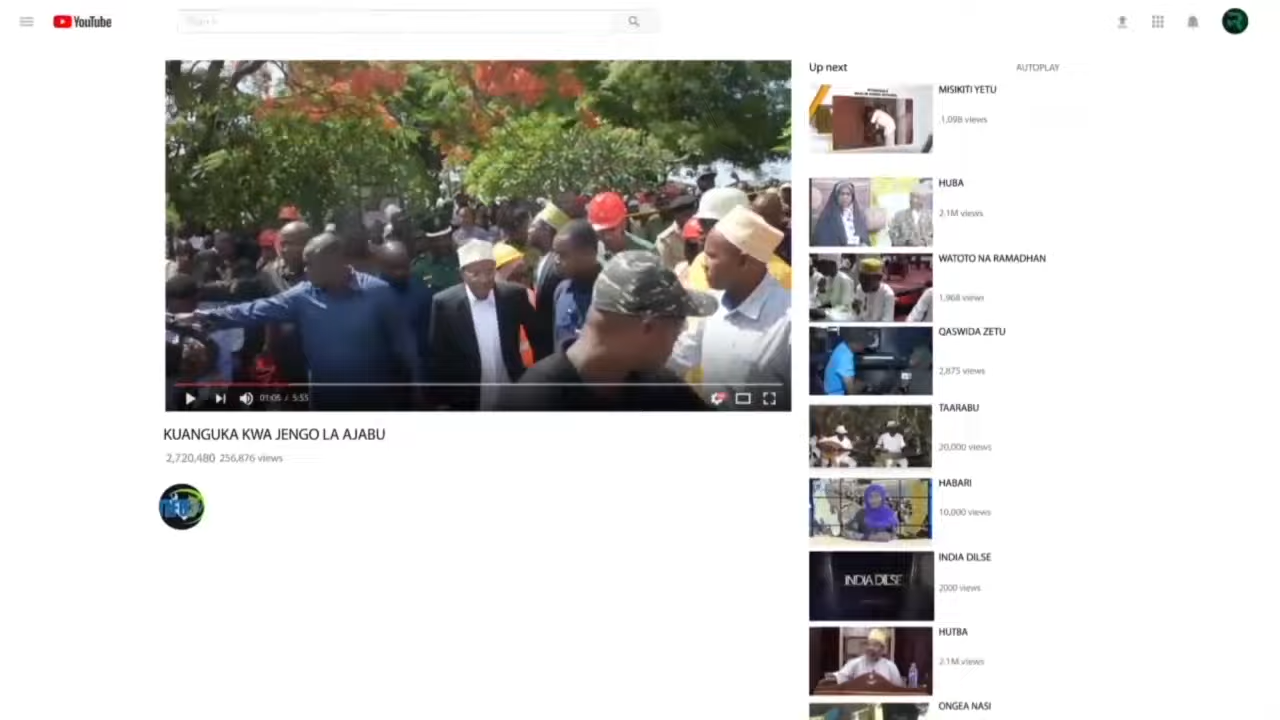 YouTube
Search
01:05 / 5:55
KUANGUKA KWA JENGO LA AJABU
2,720,480 256,876 views
NEWS
Up next
AUTOPLAY
MISIKITI YETU
1,098 views
HUBA
2.1M views
WATOTO NA RAMADHAN
1,968 views
QASWIDA ZETU
2,875 views
TAARABU
20,000 views
HABARI
10,000 views
INDIA DILSE
INDIA DILSE
2000 views
HUTBA
2.1M views
ONGEA NASI